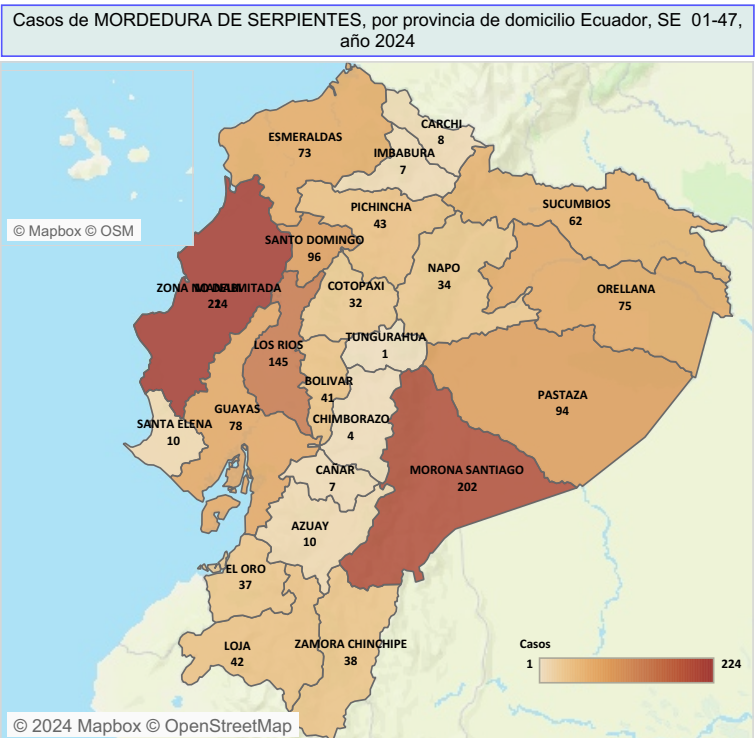 Casos de MORDEDURA DE SERPIENTES, por provincia de domicilio Ecuador, SE 01-47,
año 2024
CARCHI
8
ESMERALDAS
73
IMBABURA
7
© Mapbox © OSM
PICHINCHA
43
SUCUMBIOS
62
SANTO DOMINGO
96
NAPO
34
ZONA
COTOPAXI
32
ORELLANA
75
LOS RIOS
145
TUNGURAHUA
1
BOLIVAR
41
PASTAZA
94
GUAYAS
78
CHIMBORAZO
4
SANTA ELENA
10
CAÑAR
7
MORONA SANTIAGO
202
AZUAY
10
EL ORO
37
LOJA
42
ZAMORA CHINCHIPE
38
Casos
1
224
© 2024 Mapbox © OpenStreetMap